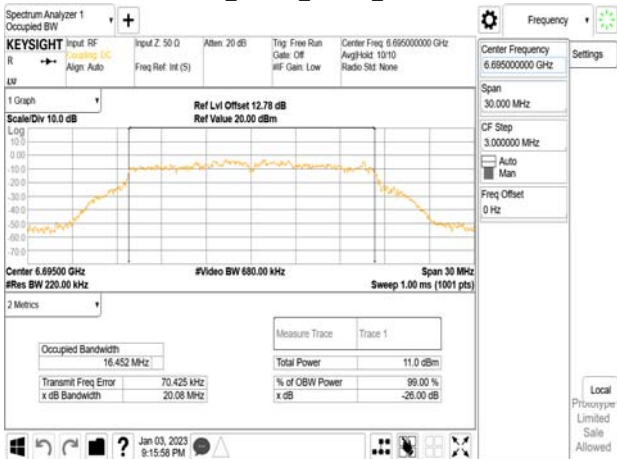 Spectrum Analyzer 1
Occupied BW
+
Frequency
KEYSIGHT
Input: RF
Coupling: DC
Align: Auto
Input Z: 50 Ω
Freq Ref: Int (S)
Atten: 20 dB
Trig: Free Run
Gate: Off
#IF Gain: Low
Center Freq: 6.695000000 GHz
Avg|Hold: 10/10
Radio Std: None
R
LXI
Center Frequency
6.695000000 GHz
Settings
Span
30.000 MHz
CF Step
3.000000 MHz
Auto
Man
Freq Offset
0 Hz
1 Graph
Scale/Div 10.0 dB
Ref Lvl Offset 12.78 dB
Ref Value 20.00 dBm
Log
10.0
0.00
-10.0
-20.0
-30.0
-40.0
-50.0
-60.0
-70.0
Center 6.69500 GHz
#Res BW 220.00 kHz
#Video BW 680.00 kHz
Span 30 MHz
Sweep 1.00 ms (1001 pts)
2 Metrics
Measure Trace Trace 1
Occupied Bandwidth
16.452 MHz
Total Power 11.0 dBm
Transmit Freq Error 70.425 kHz
% of OBW Power 99.00 %
x dB Bandwidth 20.08 MHz
x dB -26.00 dB
Local
Prototype
Limited
Sale
Allowed
?
Jan 03, 2023
9:15:58 PM